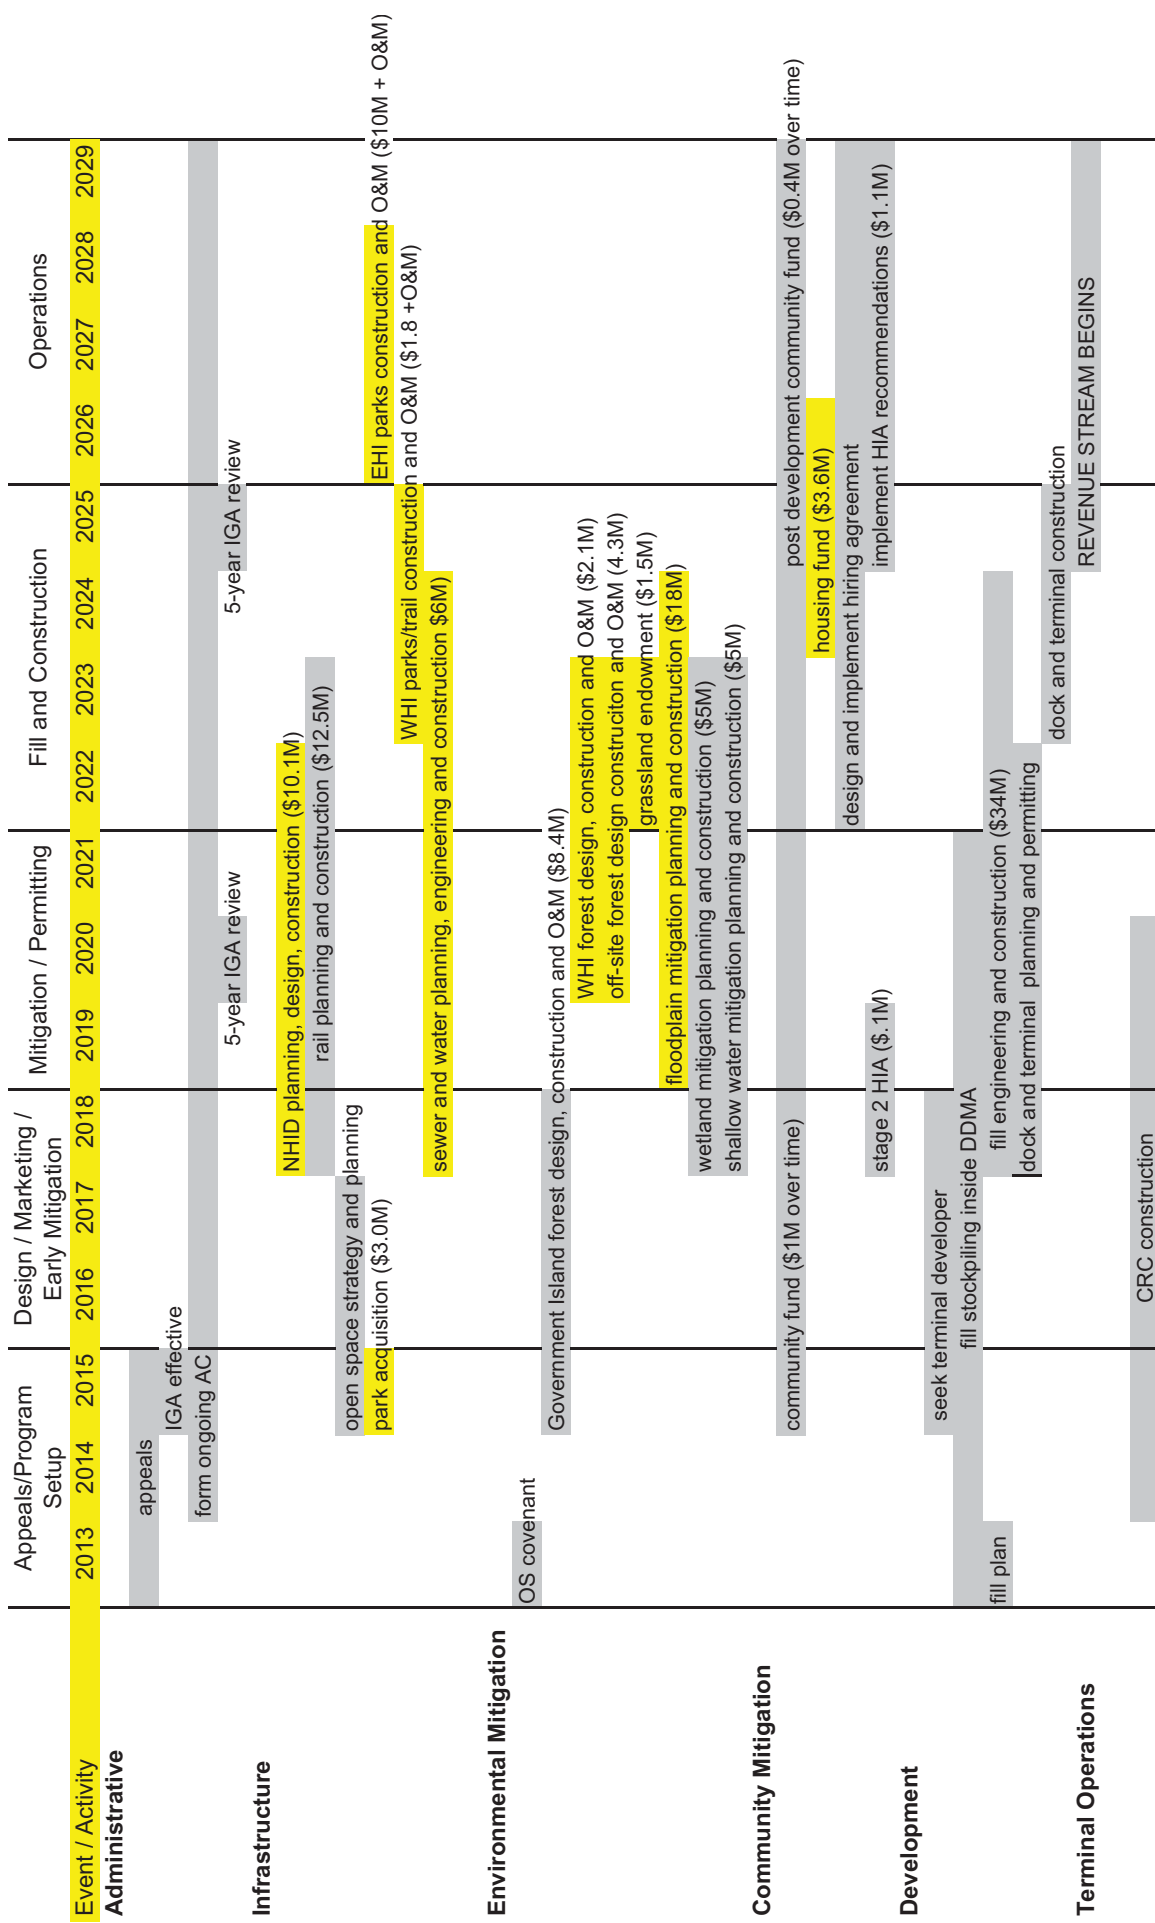 Appeals/Program
Setup
Design / Marketing /
Early Mitigation
Mitigation / Permitting
Fill and Construction
Operations
Event / Activity 2013 2014 2015 2016 2017 2018 2019 2020 2021 2022 2023 2024 2025 2026 2027 2028 2029
Administrative
appeals
IGA effective
form ongoing AC
5-year IGA review 5-year IGA review
Infrastructure
NHID planning, design, construction ($10.1M)
rail planning and construction ($12.5M)
open space strategy and planning
park acquisition ($3.0M) EHI parks construction and O&M ($10M + O&M)
WHI parks/trail construction and O&M ($1.8 +O&M)
sewer and water planning, engineering and construction $6M)
Environmental Mitigation
OS covenant
Government Island forest design, construction and O&M ($8.4M)
WHI forest design, construction and O&M ($2.1M)
off-site forest design construciton and O&M (4.3M)
grassland endowment ($1.5M)
floodplain mitigation planning and construction ($18M)
wetland mitigation planning and construction ($5M)
shallow water mitigation planning and construction ($5M)
Community Mitigation
community fund ($1M over time) post development community fund ($0.4M over time)
housing fund ($3.6M)
design and implement hiring agreement
stage 2 HIA ($.1M) implement HIA recommendations ($1.1M)
Development
seek terminal developer
fill stockpiling inside DDMA
fill plan fill engineering and construction ($34M)
dock and terminal planning and permitting
dock and terminal construction
Terminal Operations
REVENUE STREAM BEGINS
CRC construction